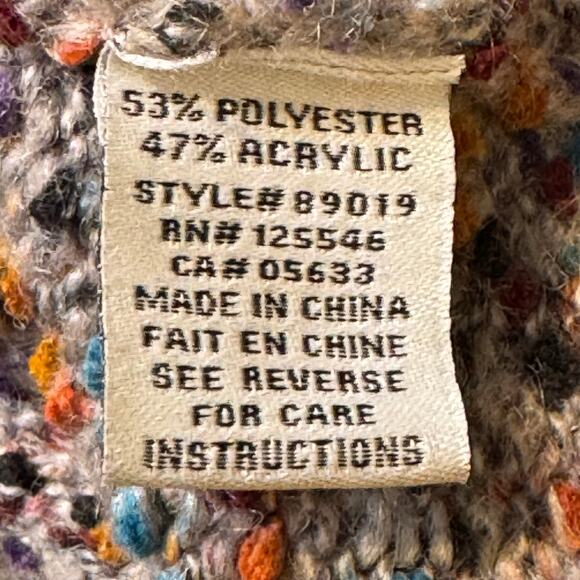 53% POLYESTER
47% ACRYLIC
STYLE# 89019
RN# 125546
CA# 05633
MADE IN CHINA
FAIT EN CHINE
SEE REVERSE
FOR CARE
INSTRUCTIONS